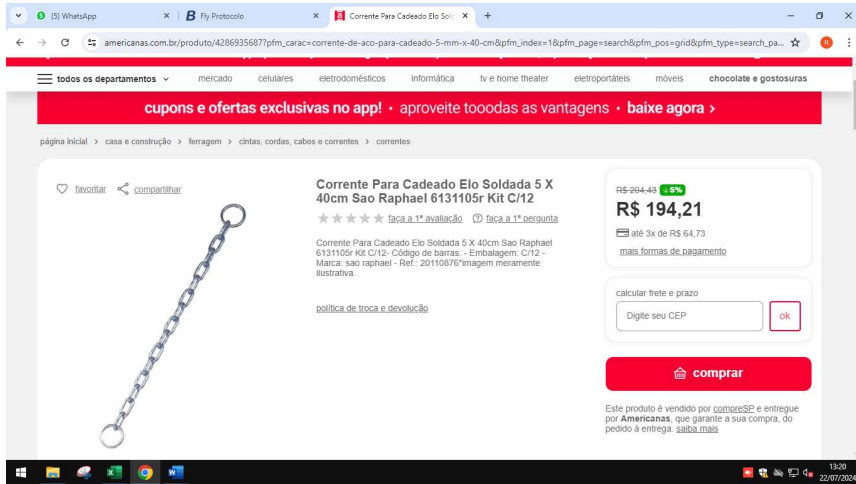 (5) WhatsApp
Fly Protocolo
Corrente Para Cadeado Elo Sol
americanas.com.br/produto/4286935687?pfm_carac=corrente-de-aco-para-cadeado-5-mm-x-40-cm&pfm_index=1&pfm_page=search&pfm_pos=grid&pfm_type=search_pa...
R
todos os departamentos
mercado
celulares
eletrodomésticos
informática
tv e home theater
eletroportáteis
móveis
chocolate e gostosuras
cupons e ofertas exclusivas no app! • aproveite tooodas as vantagens • baixe agora >
página inicial > casa e construção > ferragem > cintas, cordas, cabos e correntes > correntes
favoritar
compartilhar
Corrente Para Cadeado Elo Soldada 5 X
40cm Sao Raphael 6131105r Kit C/12
faça a 1ª avaliação
faça a 1ª pergunta
Corrente Para Cadeado Elo Soldada 5 X 40cm Sao Raphael
6131105r Kit C/12- Código de barras: - Embalagem: C/12 -
Marca: sao raphael - Ref.: 20110876*imagem meramente
ilustrativa.
política de troca e devolução
R$ 204,43 ↓5%
R$ 194,21
até 3x de R$ 64,73
mais formas de pagamento
calcular frete e prazo
Digite seu CEP
ok
comprar
Este produto é vendido por compreSP e entregue
por Americanas, que garante a sua compra, do
pedido à entrega. saiba mais
13:20
22/07/2024